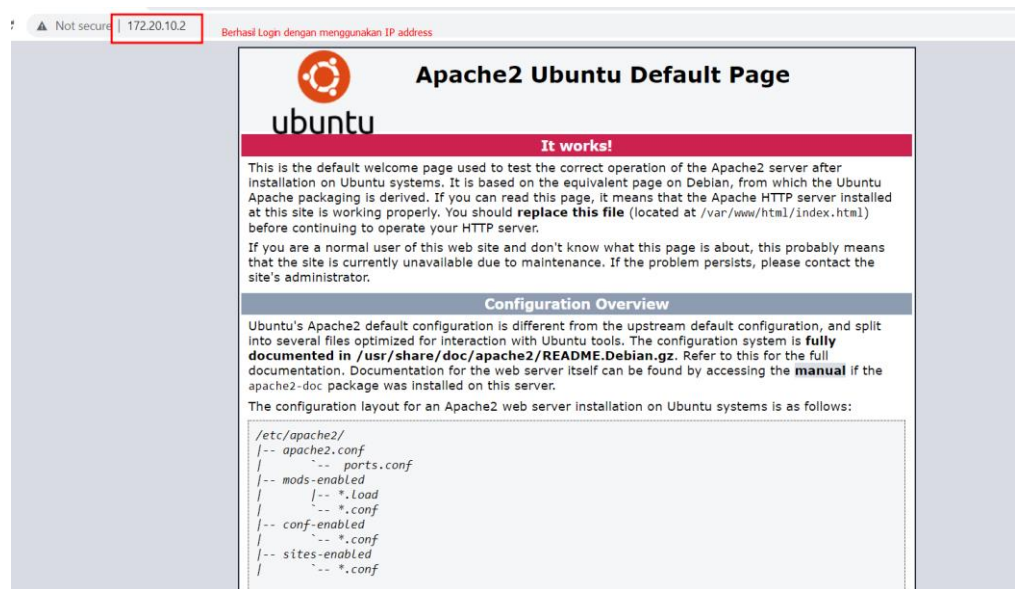 Not secure | 172.20.10.2
Berhasil Login dengan menggunakan IP address
Apache2 Ubuntu Default Page
ubuntu
It works!
This is the default welcome page used to test the correct operation of the Apache2 server after
installation on Ubuntu systems. It is based on the equivalent page on Debian, from which the Ubuntu
Apache packaging is derived. If you can read this page, it means that the Apache HTTP server installed
at this site is working properly. You should replace this file (located at /var/www/html/index.html)
before continuing to operate your HTTP server.
If you are a normal user of this web site and don't know what this page is about, this probably means
that the site is currently unavailable due to maintenance. If the problem persists, please contact the
site's administrator.
Configuration Overview
Ubuntu's Apache2 default configuration is different from the upstream default configuration, and split
into several files optimized for interaction with Ubuntu tools. The configuration system is fully
documented in /usr/share/doc/apache2/README.Debian.gz. Refer to this for the full
documentation. Documentation for the web server itself can be found by accessing the manual if the
apache2-doc package was installed on this server.
The configuration layout for an Apache2 web server installation on Ubuntu systems is as follows:
/etc/apache2/
|-- apache2.conf
|       `--  ports.conf
|-- mods-enabled
|       |-- *.load
|       `-- *.conf
|-- conf-enabled
|       `-- *.conf
|-- sites-enabled
|       `-- *.conf